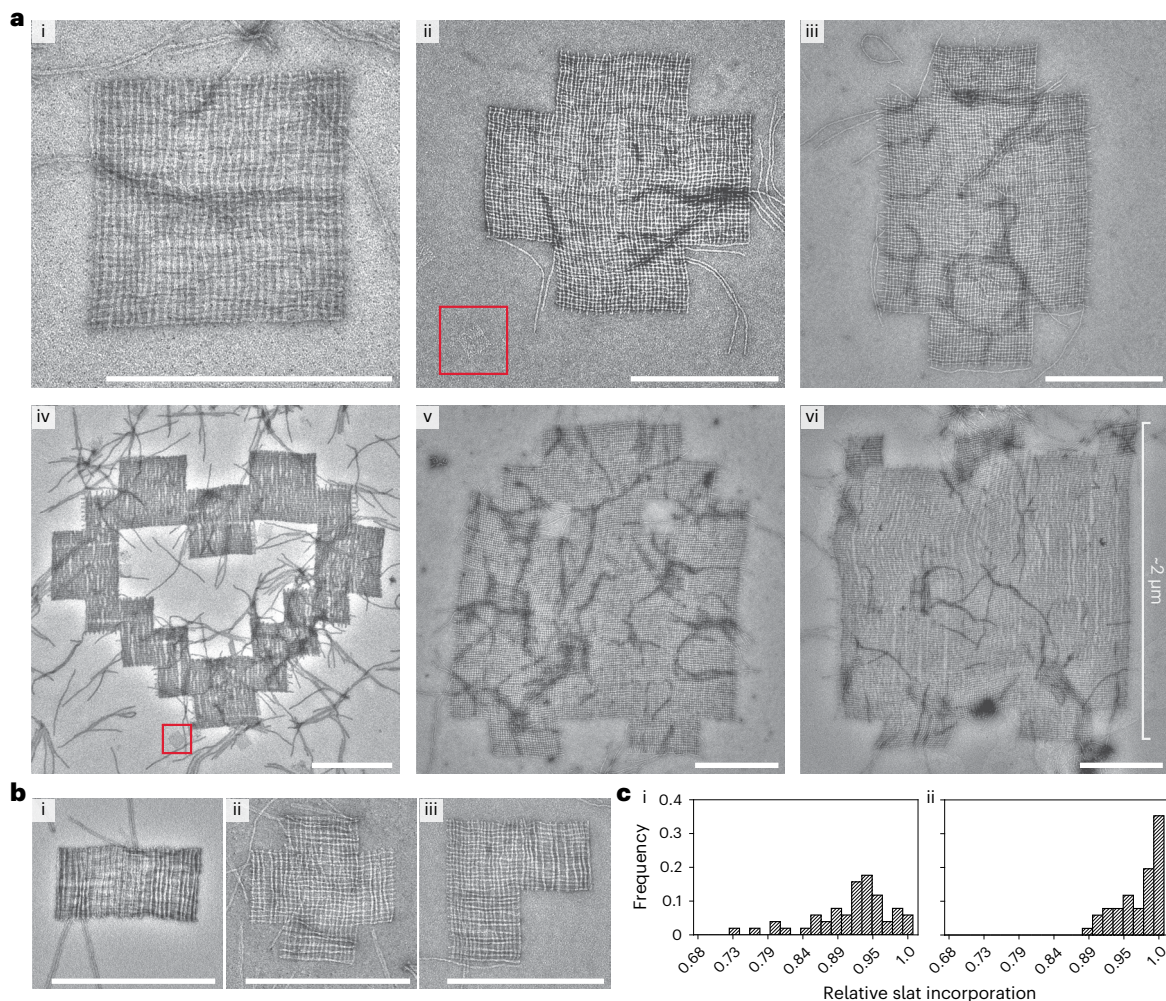 a
i
ii
iii
iv
v
vi
~2 µm
b
i
ii
iii
c
i
ii
Frequency
0.4
0.3
0.2
0.1
0
0.68
0.73
0.79
0.84
0.89
0.95
1.0
0.68
0.73
0.79
0.84
0.89
0.95
1.0
Relative slat incorporation